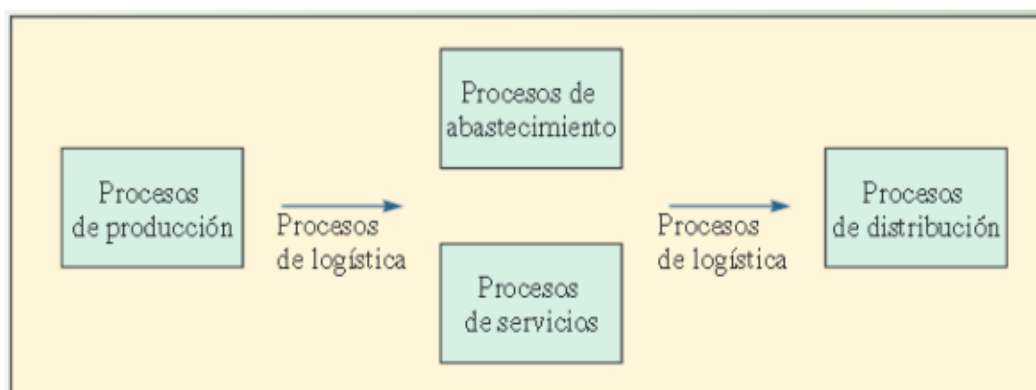 Procesos de
abastecimiento
Procesos
de producción
Procesos
de logística
Procesos
de servicios
Procesos
de logística
Procesos
de distribución